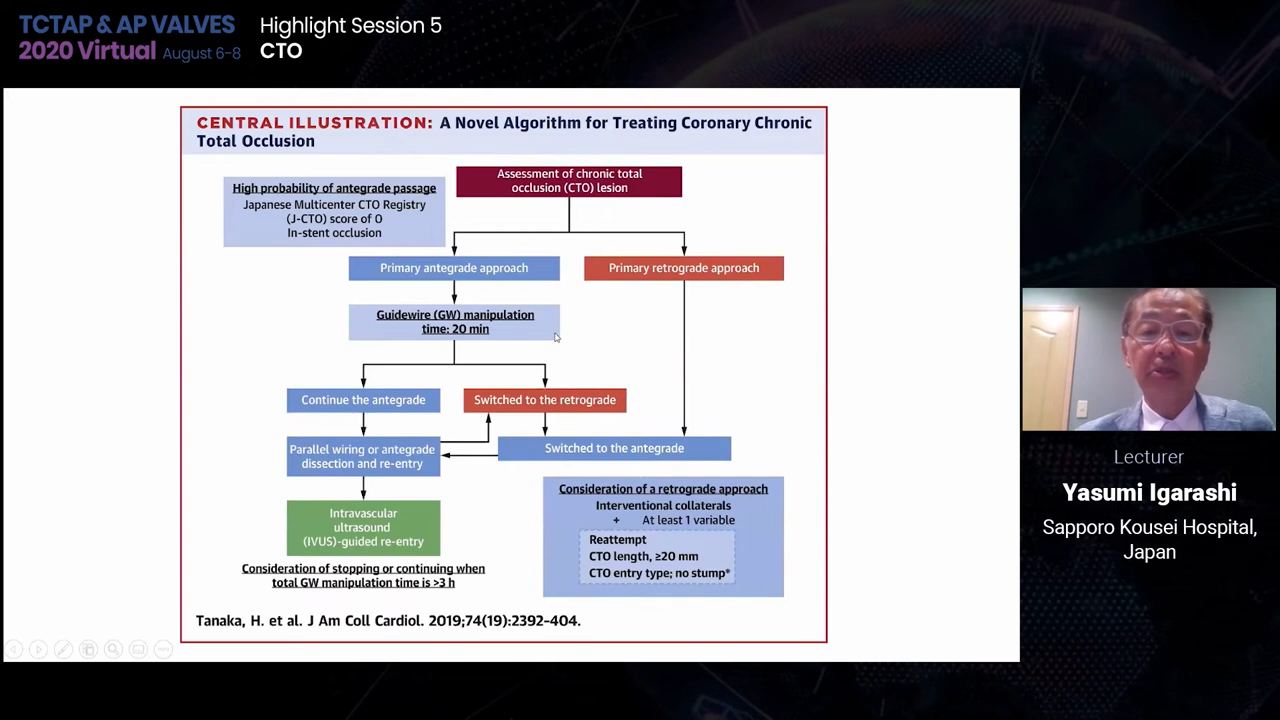 TCTAP & AP VALVES
2020 Virtual August 6-8
Highlight Session 5
CTO
CENTRAL ILLUSTRATION: A Novel Algorithm for Treating Coronary Chronic
Total Occlusion
Assessment of chronic total
occlusion (CTO) lesion
High probability of antegrade passage
Japanese Multicenter CTO Registry
(J-CTO) score of 0
In-stent occlusion
Primary antegrade approach
Primary retrograde approach
Guidewire (GW) manipulation
time: 20 min
Continue the antegrade
Switched to the retrograde
Parallel wiring or antegrade
dissection and re-entry
Switched to the antegrade
Intravascular
ultrasound
(IVUS)-guided re-entry
Consideration of stopping or continuing when
total GW manipulation time is >3 h
Consideration of a retrograde approach
Interventional collaterals
+ At least 1 variable
Reattempt
CTO length, ≥20 mm
CTO entry type; no stump*
Tanaka, H. et al. J Am Coll Cardiol. 2019;74(19):2392-404.
Lecturer
Yasumi Igarashi
Sapporo Kousei Hospital,
Japan